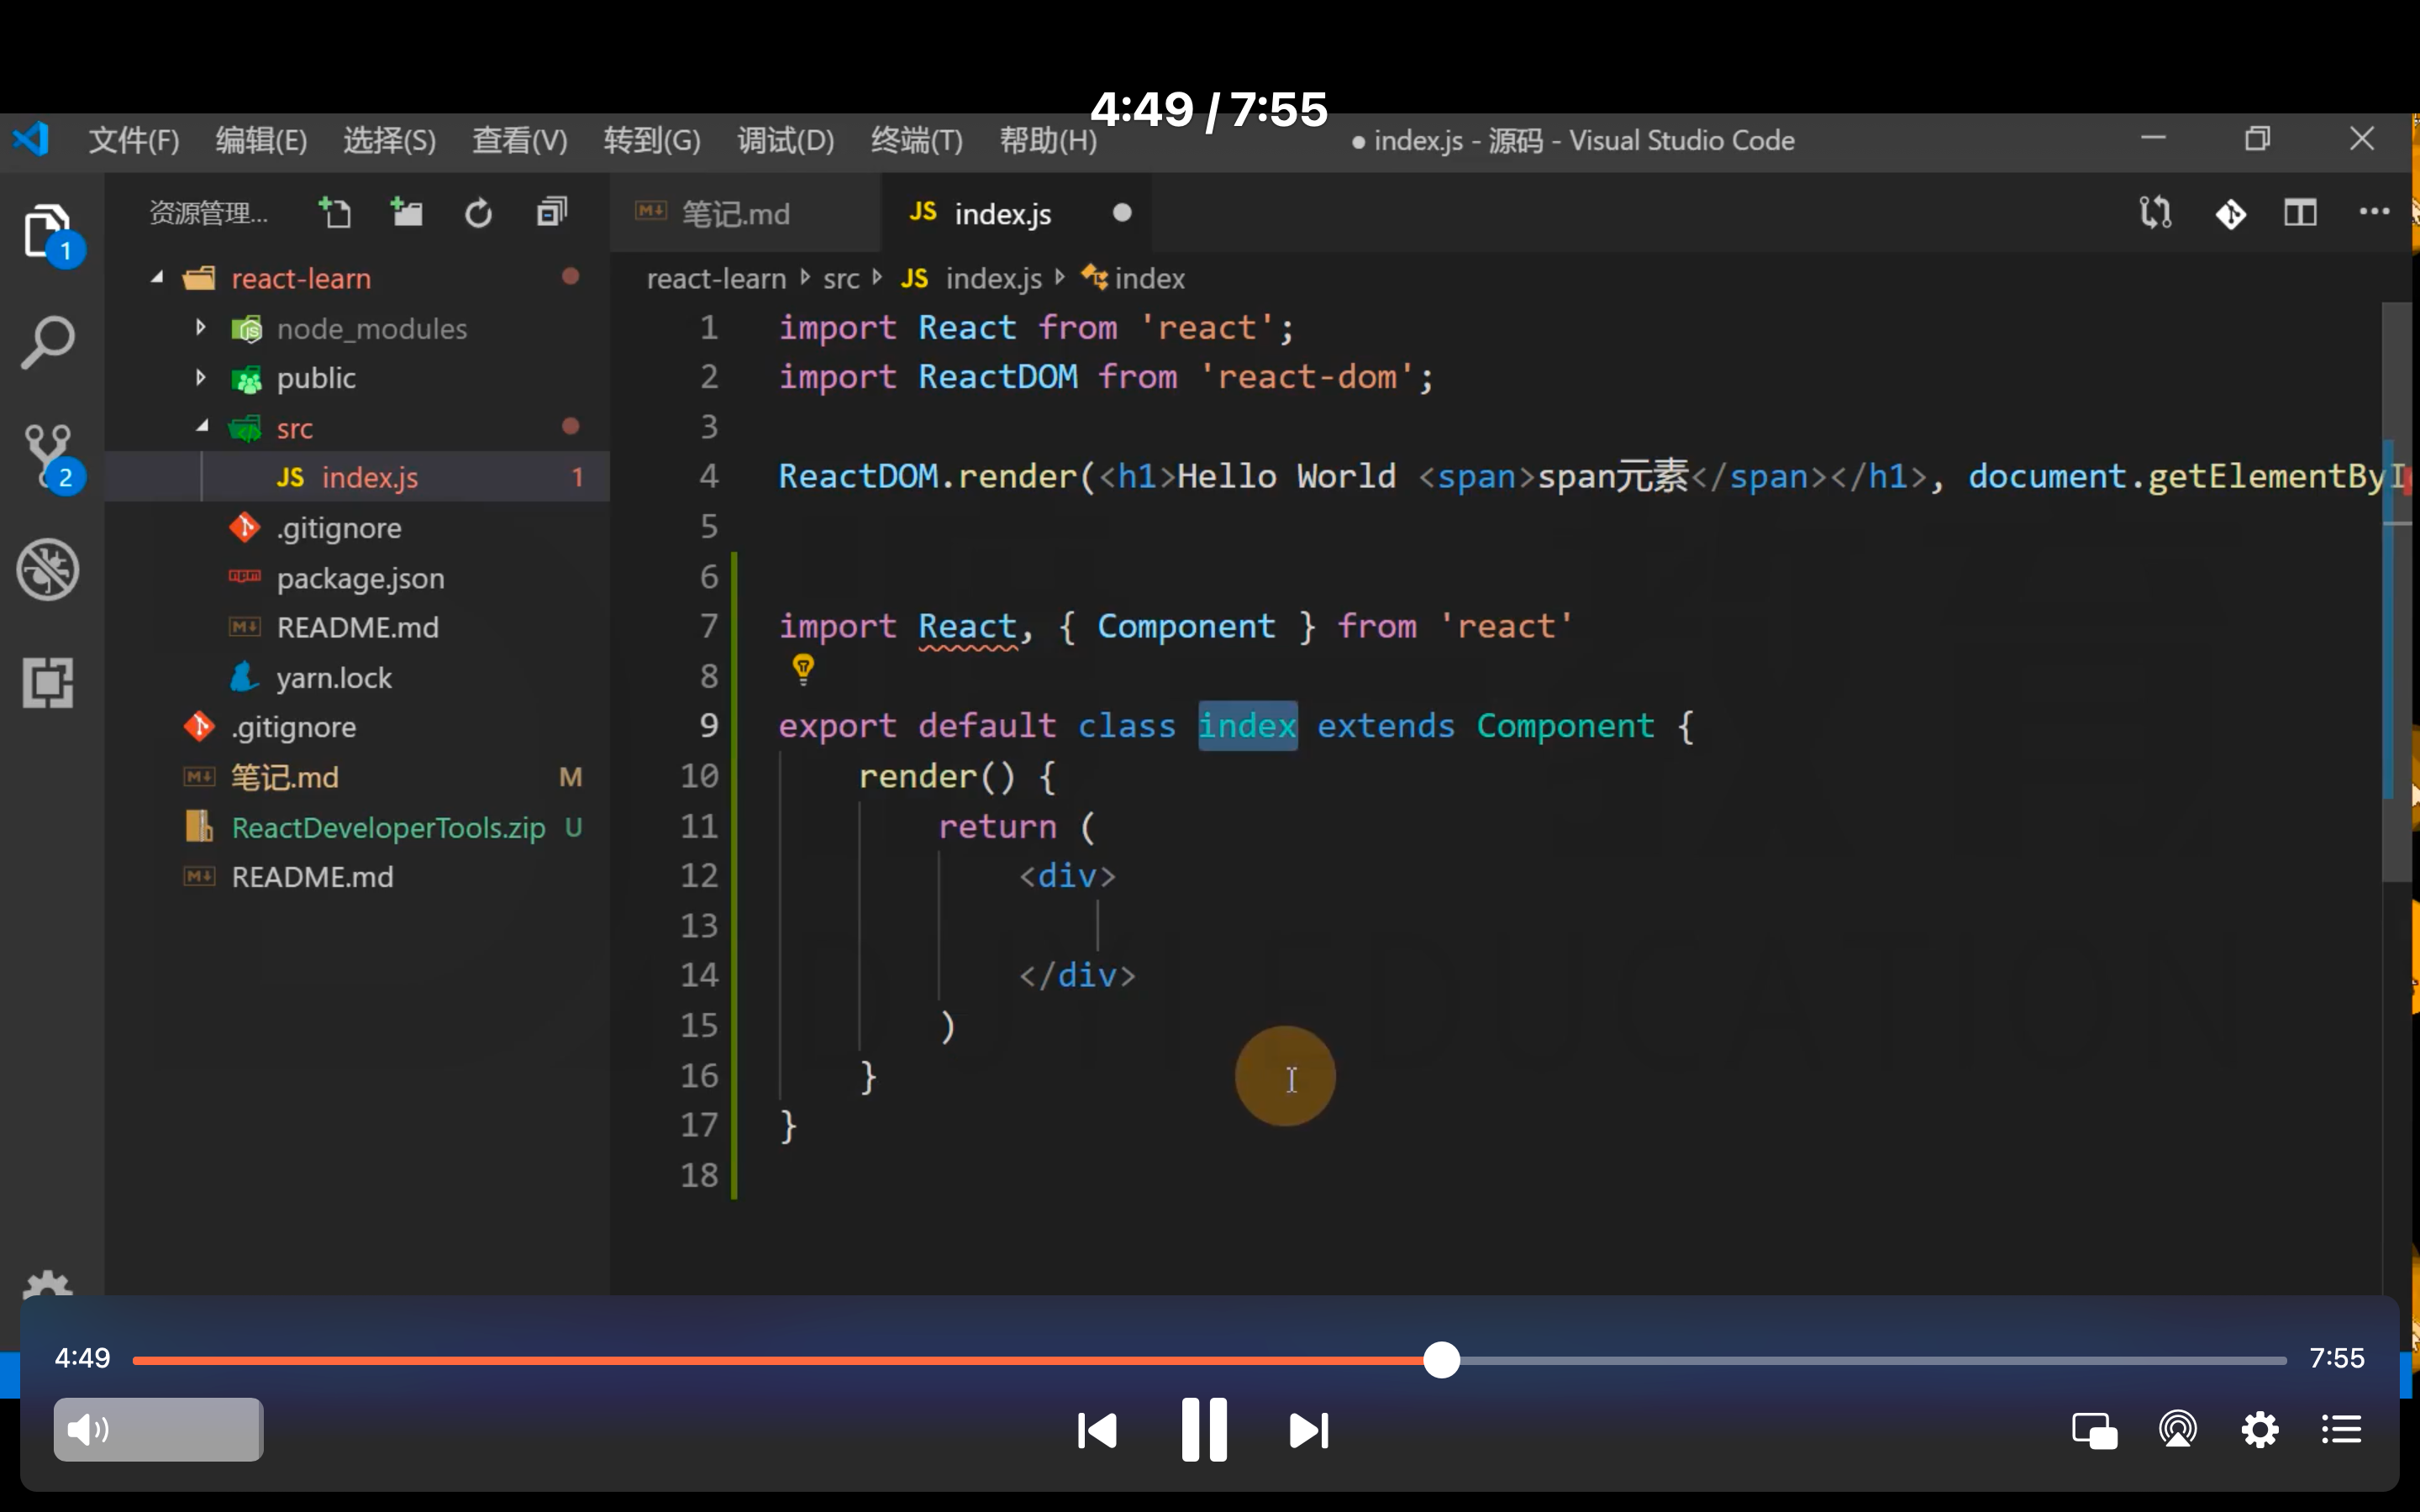 4:49 / 7:55
文件(F) 编辑(E) 选择(S) 查看(V) 转到(G) 调试(D) 终端(T) 帮助(H)
● index.js - 源码 - Visual Studio Code
资源管理...
笔记.md
JS index.js
react-learn
node_modules
public
src
JS index.js 1
.gitignore
package.json
README.md
yarn.lock
.gitignore
笔记.md M
ReactDeveloperTools.zip U
README.md
1
2
react-learn src JS index.js index
1 import React from 'react';
2 import ReactDOM from 'react-dom';
3
4 ReactDOM.render(<h1>Hello World <span>span元素</span></h1>, document.getElementByI
5
6
7 import React, { Component } from 'react'
8
9 export default class index extends Component {
10 render() {
11 return (
12 <div>
13
14 </div>
15 )
16 }
17 }
18
DUYI EDUCATION
4:49
7:55